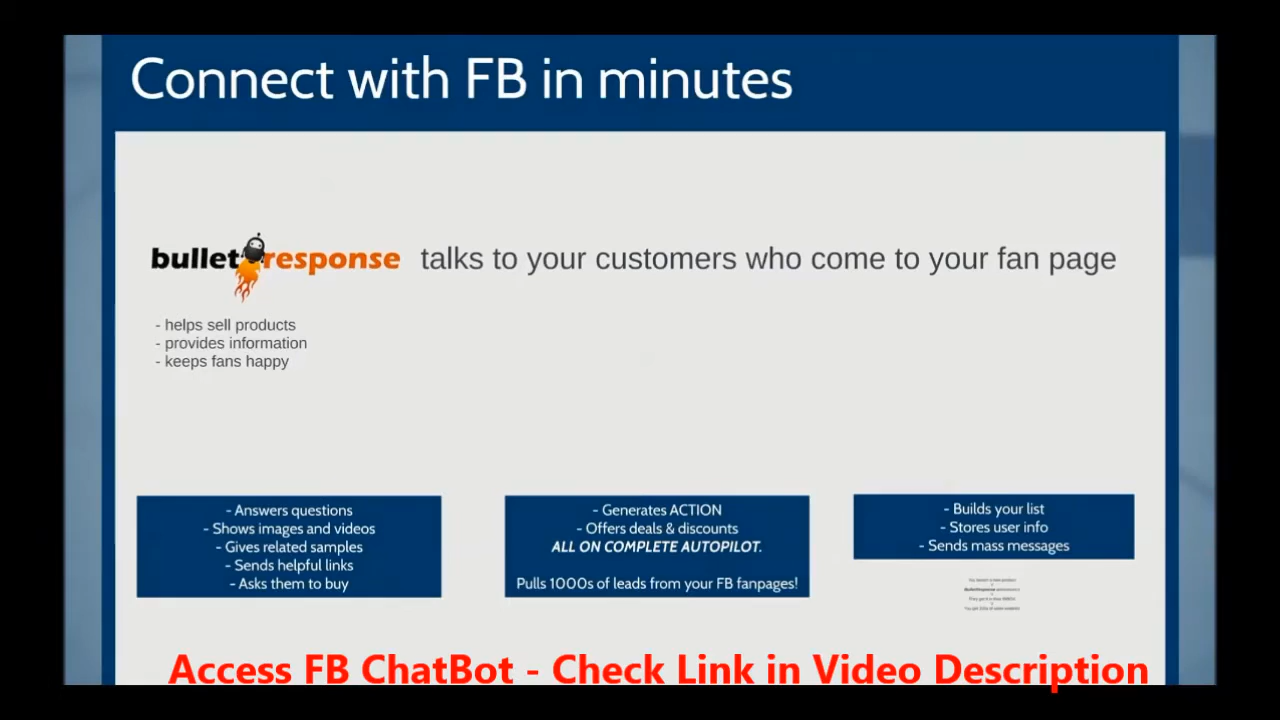 Connect with FB in minutes
bullet response talks to your customers who come to your fan page
- helps sell products
- provides information
- keeps fans happy
- Answers questions
- Shows images and videos
- Gives related samples
- Sends helpful links
- Asks them to buy
- Generates ACTION
- Offers deals & discounts
ALL ON COMPLETE AUTOPILOT.
Pulls 1000s of leads from your FB fanpages!
- Builds your list
- Stores user info
- Sends mass messages
Access FB ChatBot - Check Link in Video Description